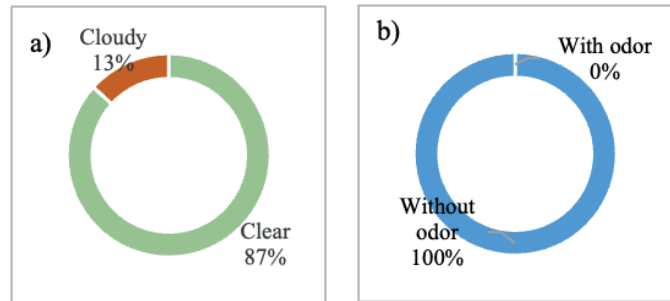 a)
Cloudy
13%
Clear
87%
b)
With odor
0%
Without
odor
100%